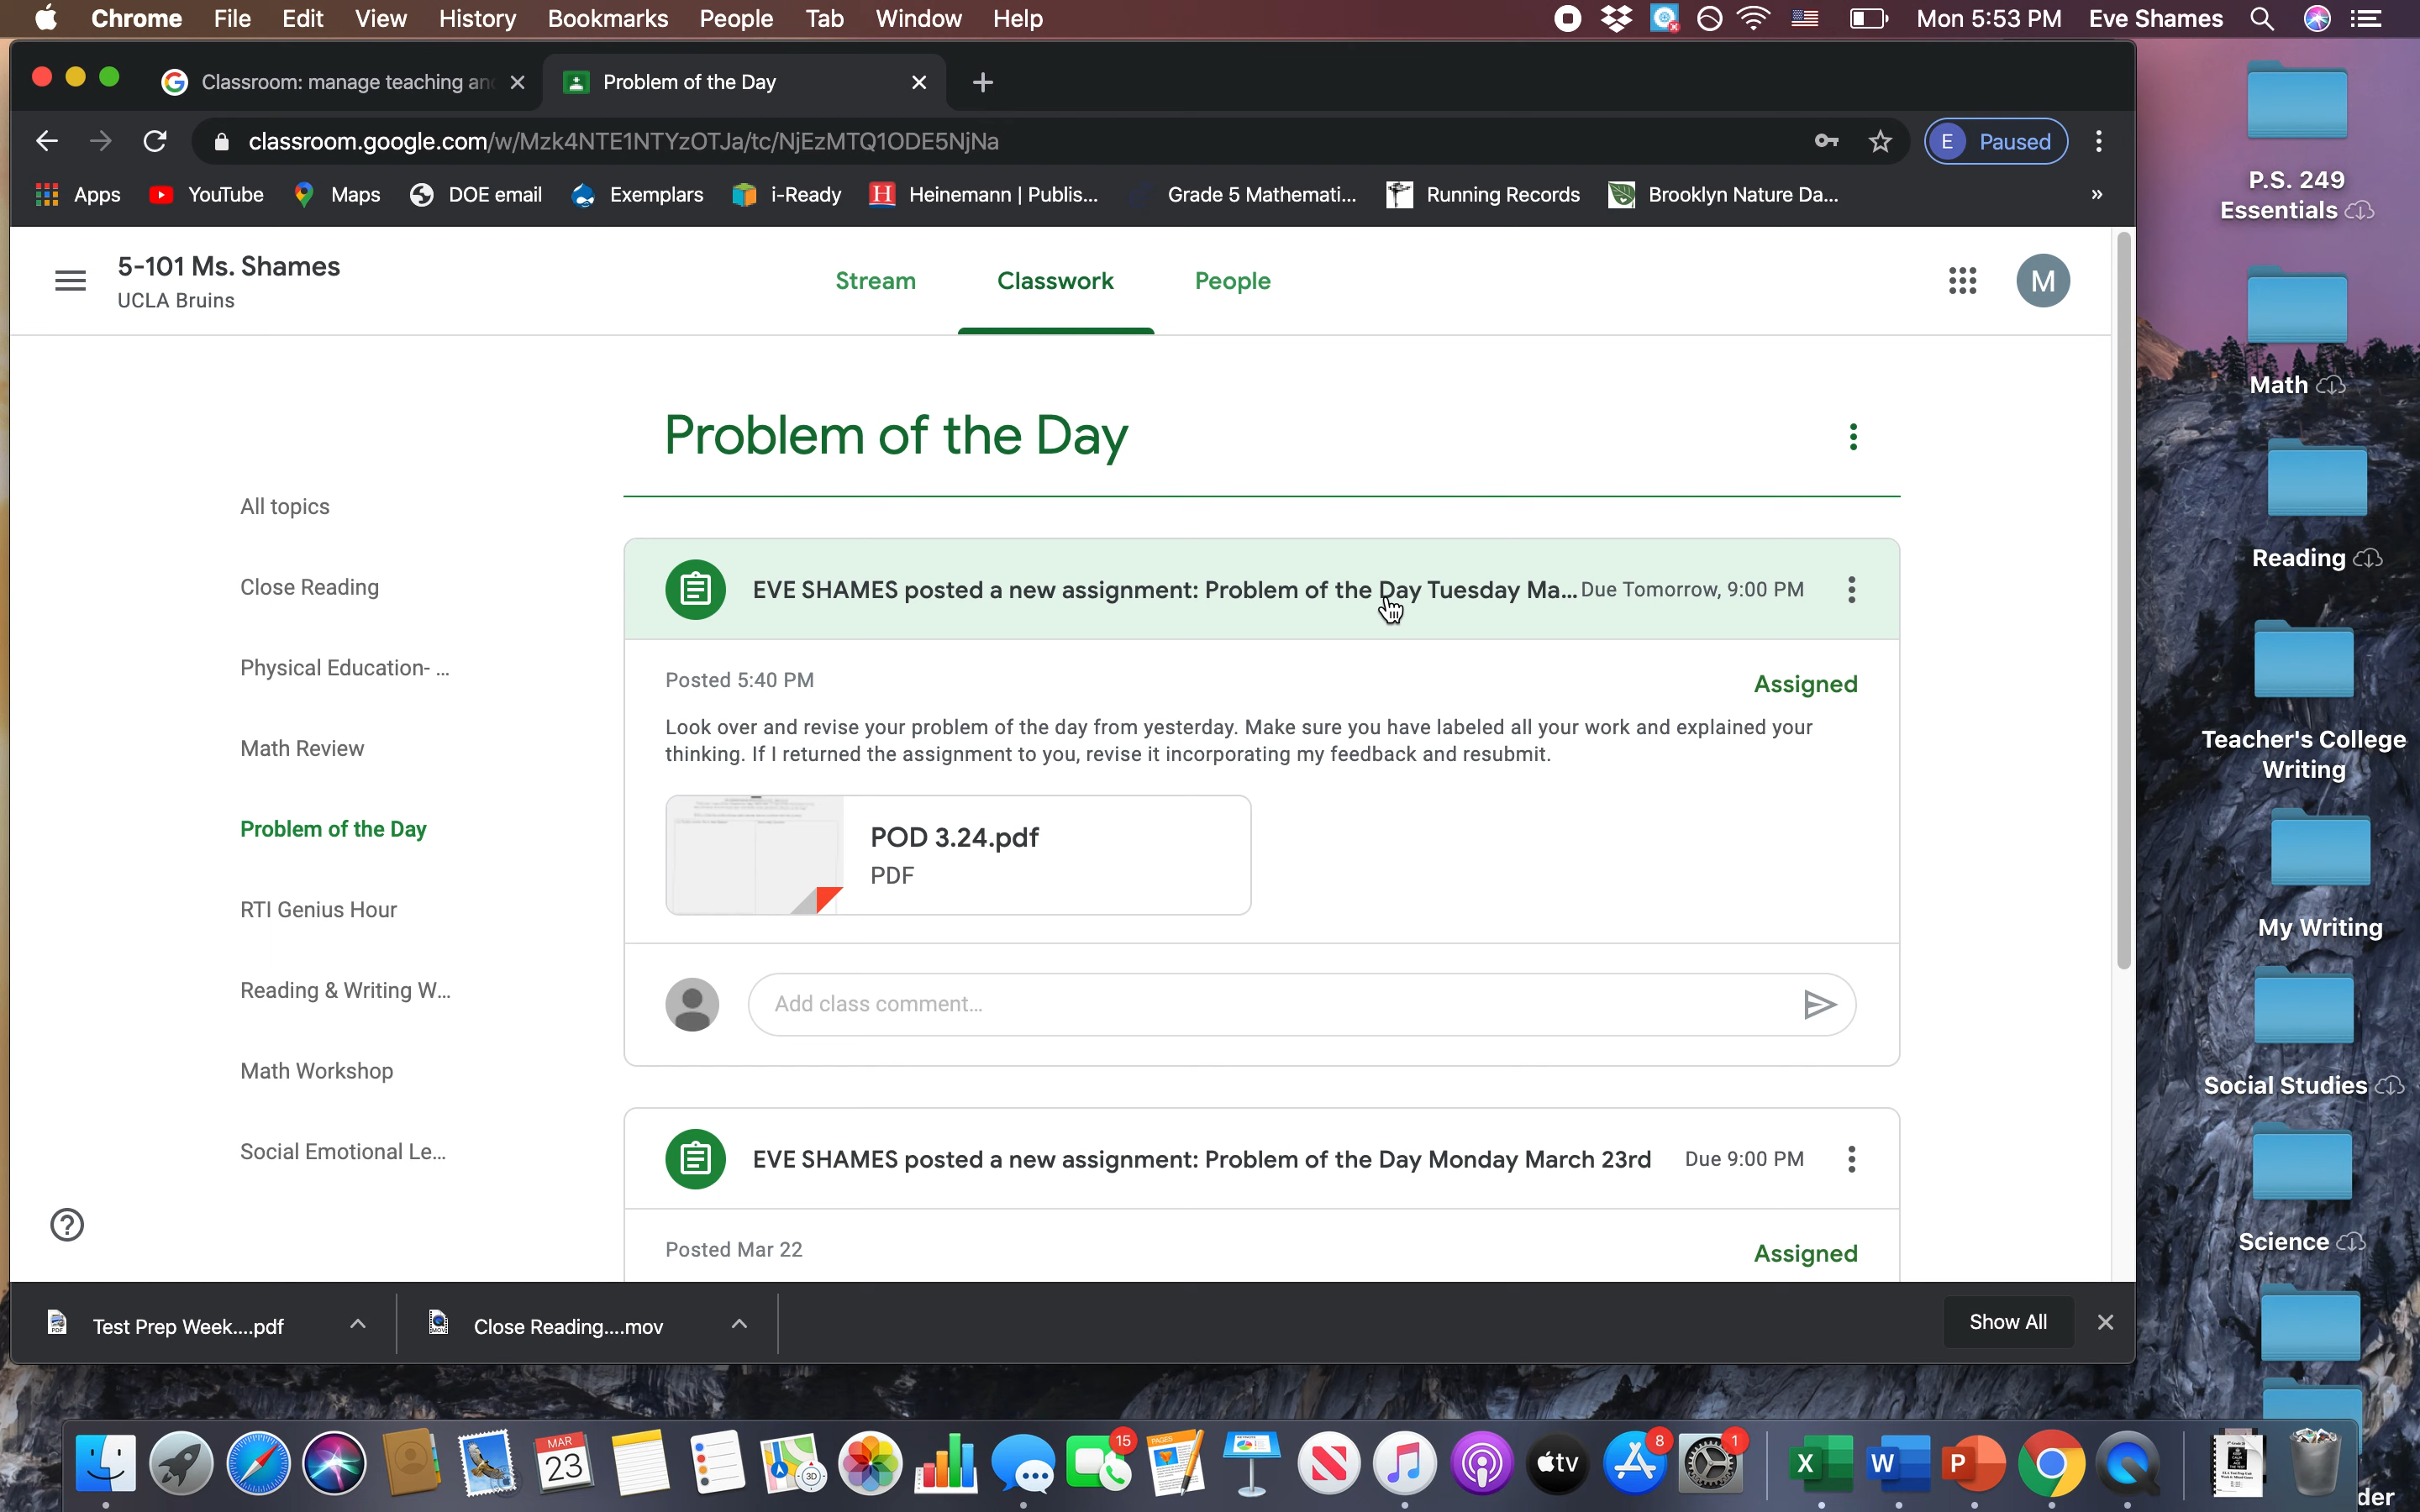 Chrome File Edit View History Bookmarks People Tab Window Help Mon 5:53 PM Eve Shames
Classroom: manage teaching an
Problem of the Day
classroom.google.com/w/Mzk4NTE1NTYzOTJa/tc/NjEzMTQ1ODE5NjNa
E Paused
Apps YouTube Maps DOE email Exemplars i-Ready Heinemann | Publis... Grade 5 Mathemati... Running Records Brooklyn Nature Da... »
5-101 Ms. Shames
UCLA Bruins
Stream Classwork People
M
Problem of the Day
All topics
Close Reading
Physical Education- ...
Math Review
Problem of the Day
RTI Genius Hour
Reading & Writing W...
Math Workshop
Social Emotional Le...
EVE SHAMES posted a new assignment: Problem of the Day Tuesday Ma... Due Tomorrow, 9:00 PM
Posted 5:40 PM
Assigned
Look over and revise your problem of the day from yesterday. Make sure you have labeled all your work and explained your
thinking. If I returned the assignment to you, revise it incorporating my feedback and resubmit.
POD 3.24.pdf
PDF
Add class comment...
EVE SHAMES posted a new assignment: Problem of the Day Monday March 23rd Due 9:00 PM
Posted Mar 22
Assigned
Test Prep Week....pdf
Close Reading....mov
Show All
P.S. 249
Essentials
Math
Reading
Teacher's College
Writing
My Writing
Social Studies
Science
der
MAR
23
3D
15
PAGES
tv
8
1
X
W
P